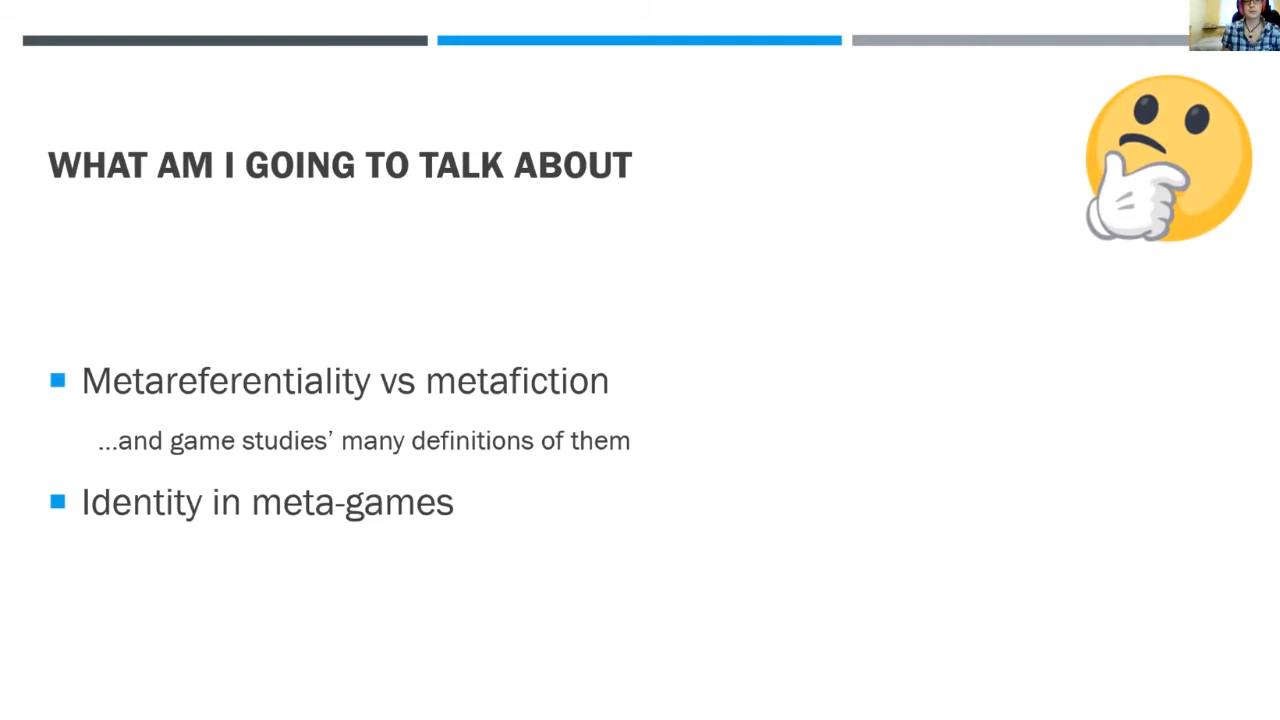 WHAT AM I GOING TO TALK ABOUT
Metareferentiality vs metafiction
...and game studies’ many definitions of them
Identity in meta-games